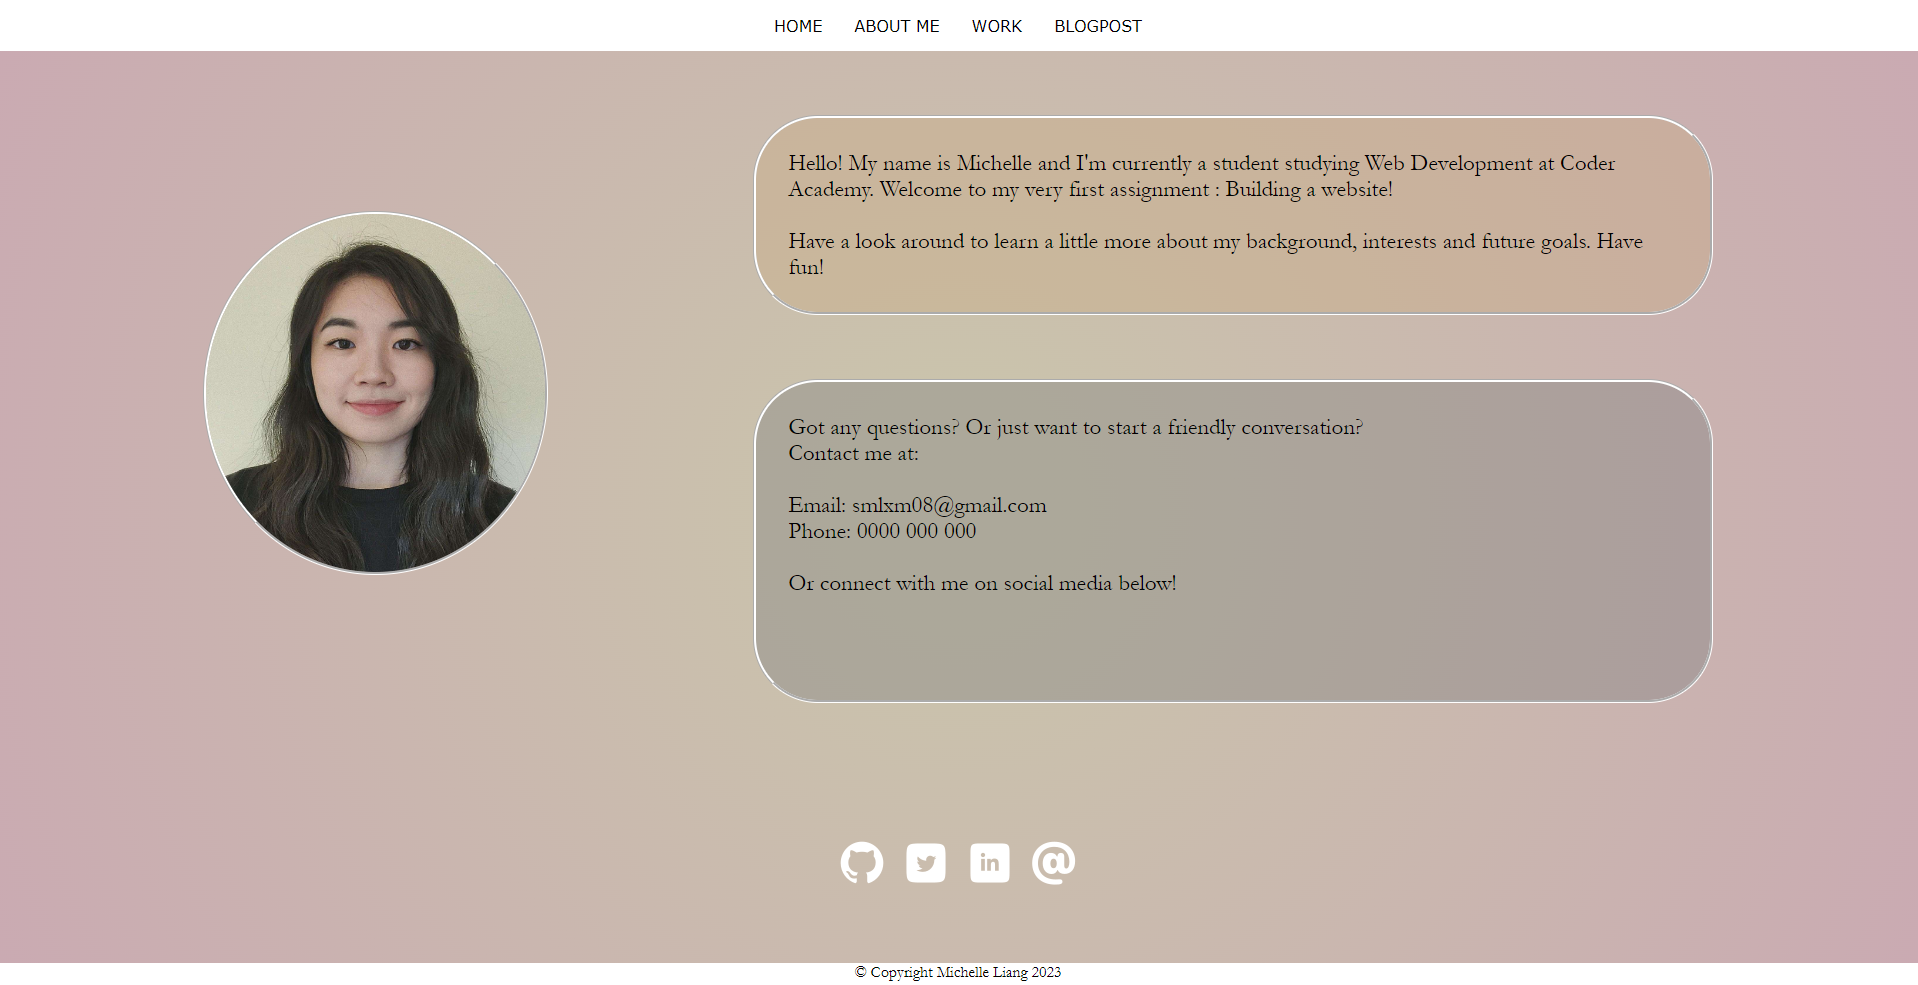 HOME ABOUT ME WORK BLOGPOST
Hello! My name is Michelle and I'm currently a student studying Web Development at Coder
Academy. Welcome to my very first assignment : Building a website!
Have a look around to learn a little more about my background, interests and future goals. Have
fun!
Got any questions? Or just want to start a friendly conversation?
Contact me at:
Email: smlxm08@gmail.com
Phone: 0000 000 000
Or connect with me on social media below!
© Copyright Michelle Liang 2023